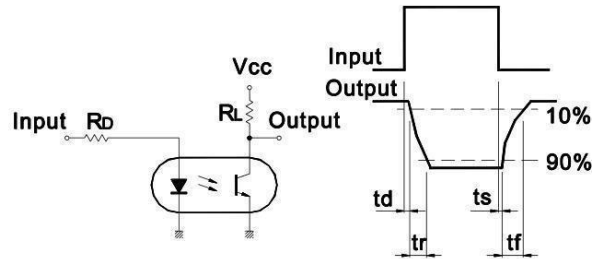 Input
RD
Vcc
RL
Output
Input
Output
10%
90%
td
ts
tr
tf